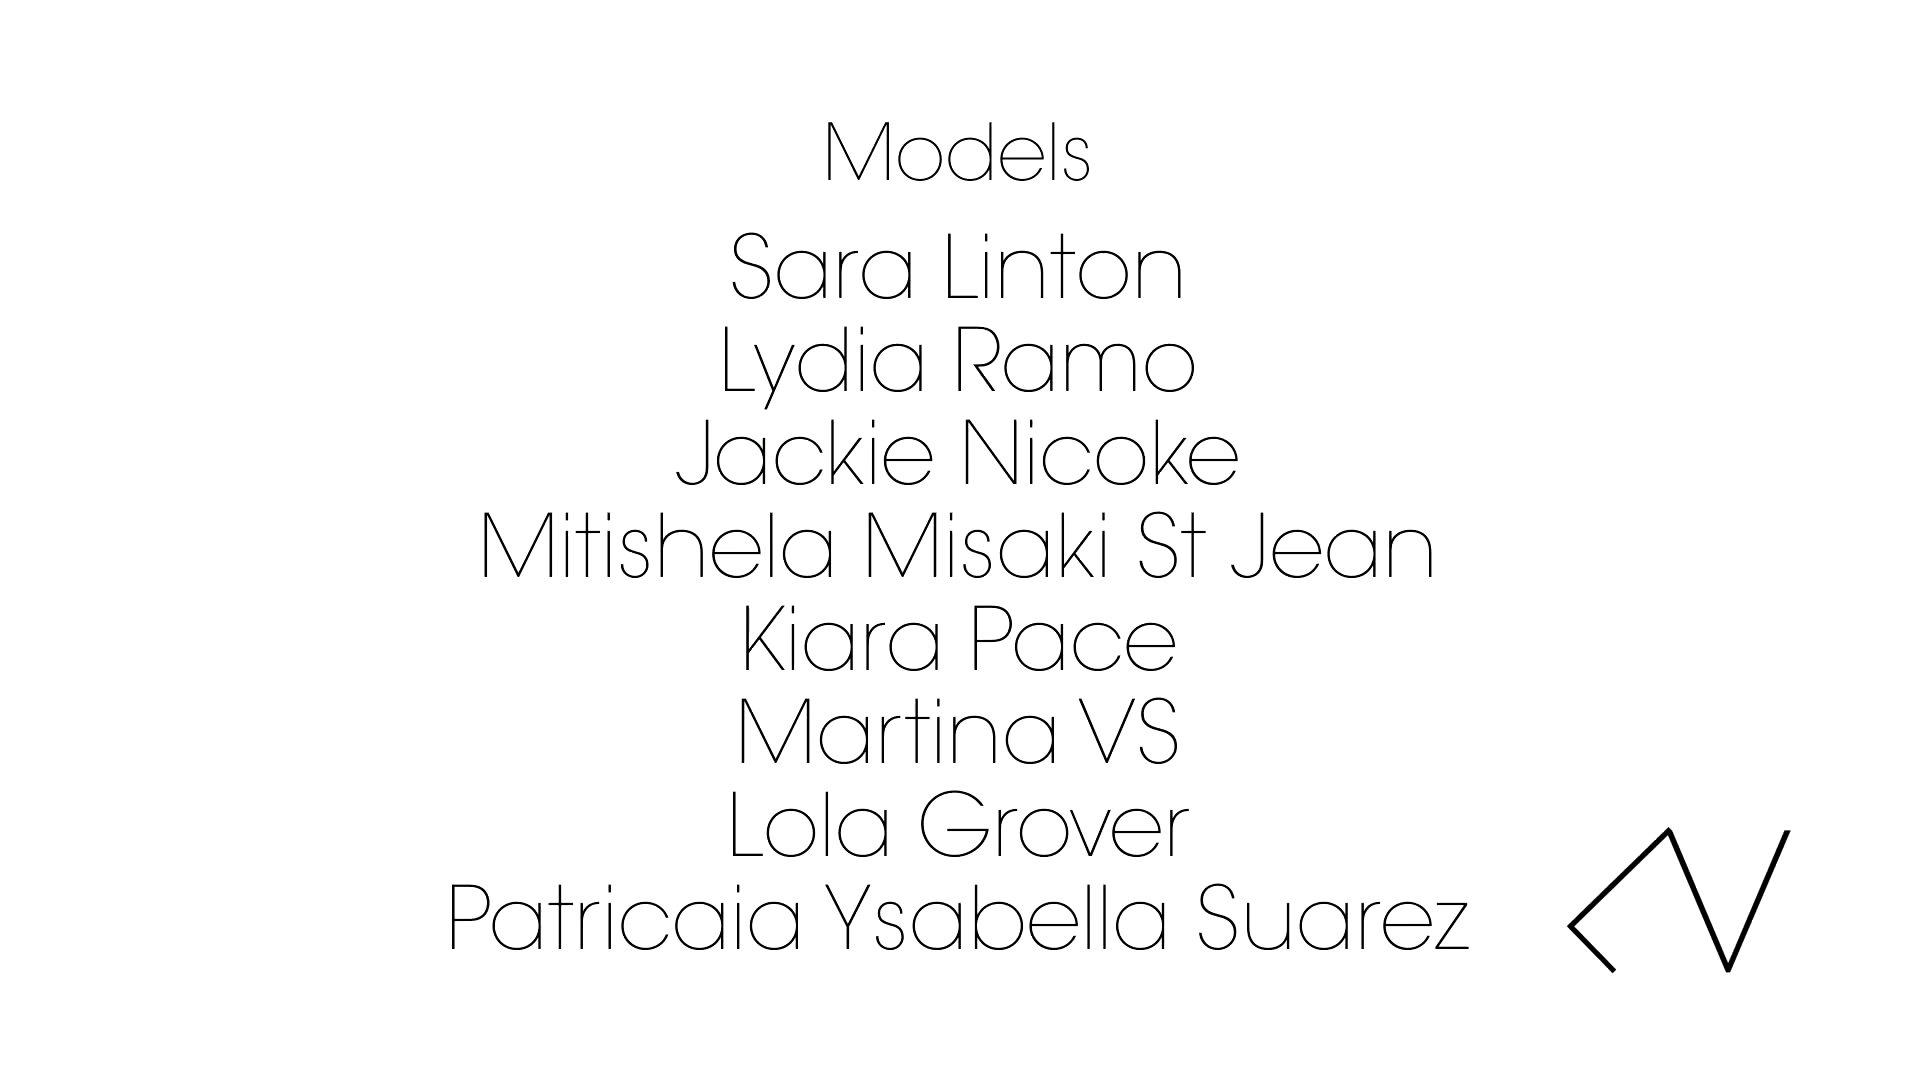 Models
Sara Linton
Lydia Ramo
Jackie Nicoke
Mitishela Misaki St Jean
Kiara Pace
Martina VS
Lola Grover
Patricaia Ysabella Suarez